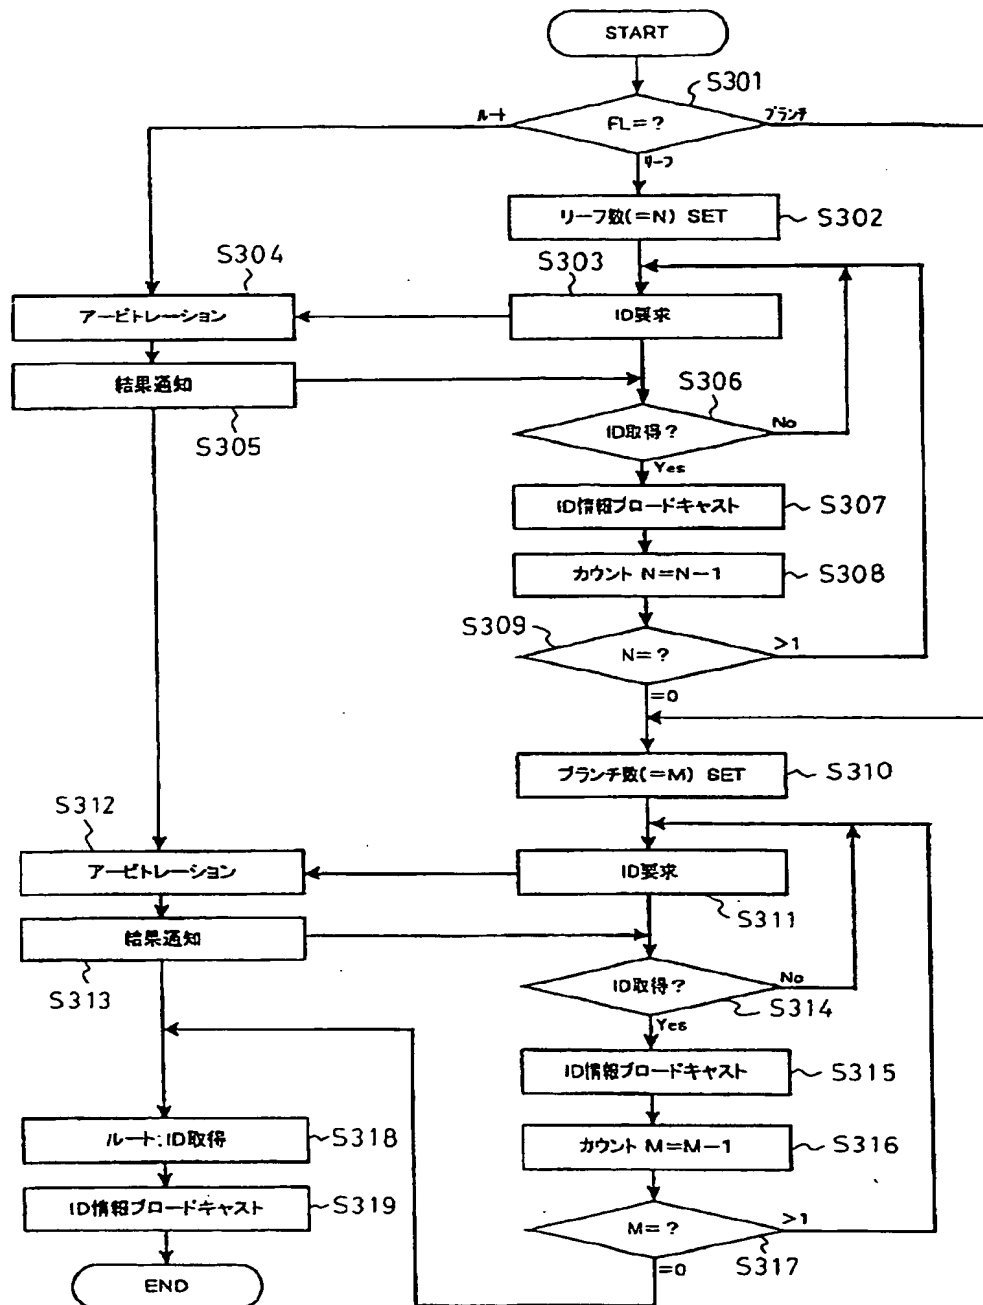 START
S301
ルート
FL=?
ブランチ
リーフ
リーフ数(=N) SET
S302
S304
S303
アービトレーション
ID要求
結果通知
S305
S306
ID取得?
No
Yes
ID情報ブロードキャスト
S307
カウント N=N-1
S308
S309
N=?
>1
=0
ブランチ数(=M) SET
S310
S312
アービトレーション
ID要求
S311
結果通知
S313
ID取得?
No
S314
Yes
ID情報ブロードキャスト
S315
ルート:ID取得
S318
カウント M=M-1
S316
ID情報ブロードキャスト
S319
M=?
>1
S317
=0
END